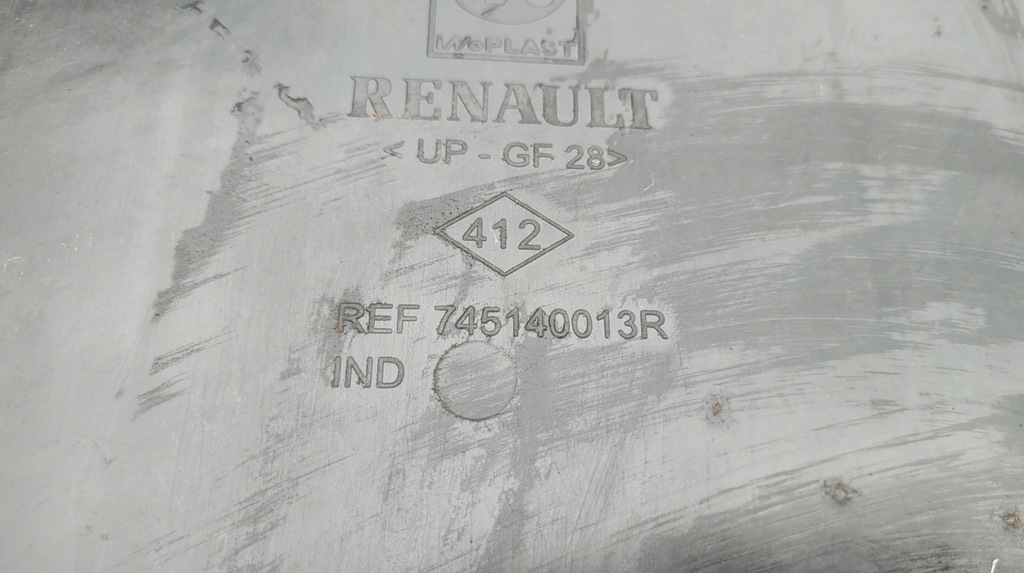 RENAULT
< UP - GF 28>
412
REF 745140013R
IND